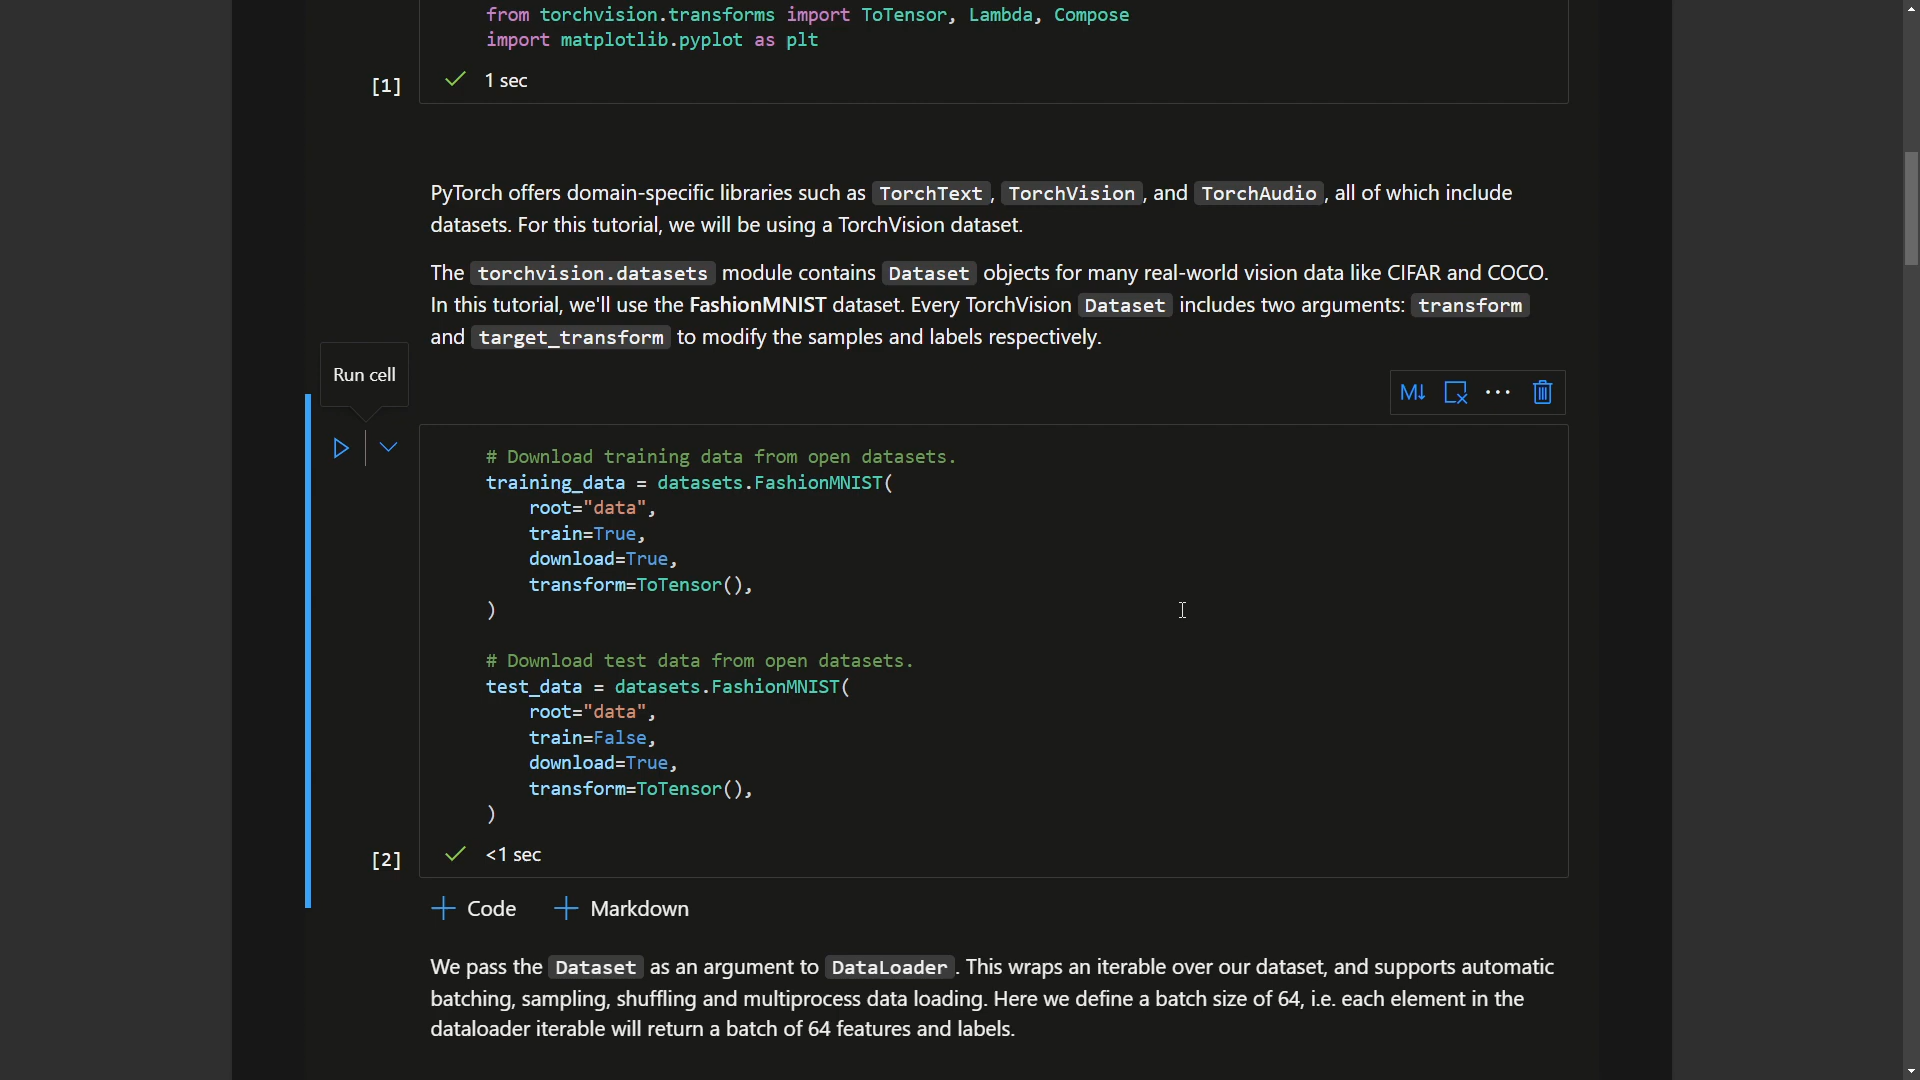 from torchvision.transforms import ToTensor, Lambda, Compose
import matplotlib.pyplot as plt
[1] 1 sec
PyTorch offers domain-specific libraries such as TorchText, TorchVision, and TorchAudio, all of which include
datasets. For this tutorial, we will be using a TorchVision dataset.
The torchvision.datasets module contains Dataset objects for many real-world vision data like CIFAR and COCO.
In this tutorial, we'll use the FashionMNIST dataset. Every TorchVision Dataset includes two arguments: transform
and target_transform to modify the samples and labels respectively.
Run cell
M↓ ...
# Download training data from open datasets.
training_data = datasets.FashionMNIST(
    root="data",
    train=True,
    download=True,
    transform=ToTensor(),
)
# Download test data from open datasets.
test_data = datasets.FashionMNIST(
    root="data",
    train=False,
    download=True,
    transform=ToTensor(),
)
[2] <1 sec
+ Code + Markdown
We pass the Dataset as an argument to DataLoader. This wraps an iterable over our dataset, and supports automatic
batching, sampling, shuffling and multiprocess data loading. Here we define a batch size of 64, i.e. each element in the
dataloader iterable will return a batch of 64 features and labels.